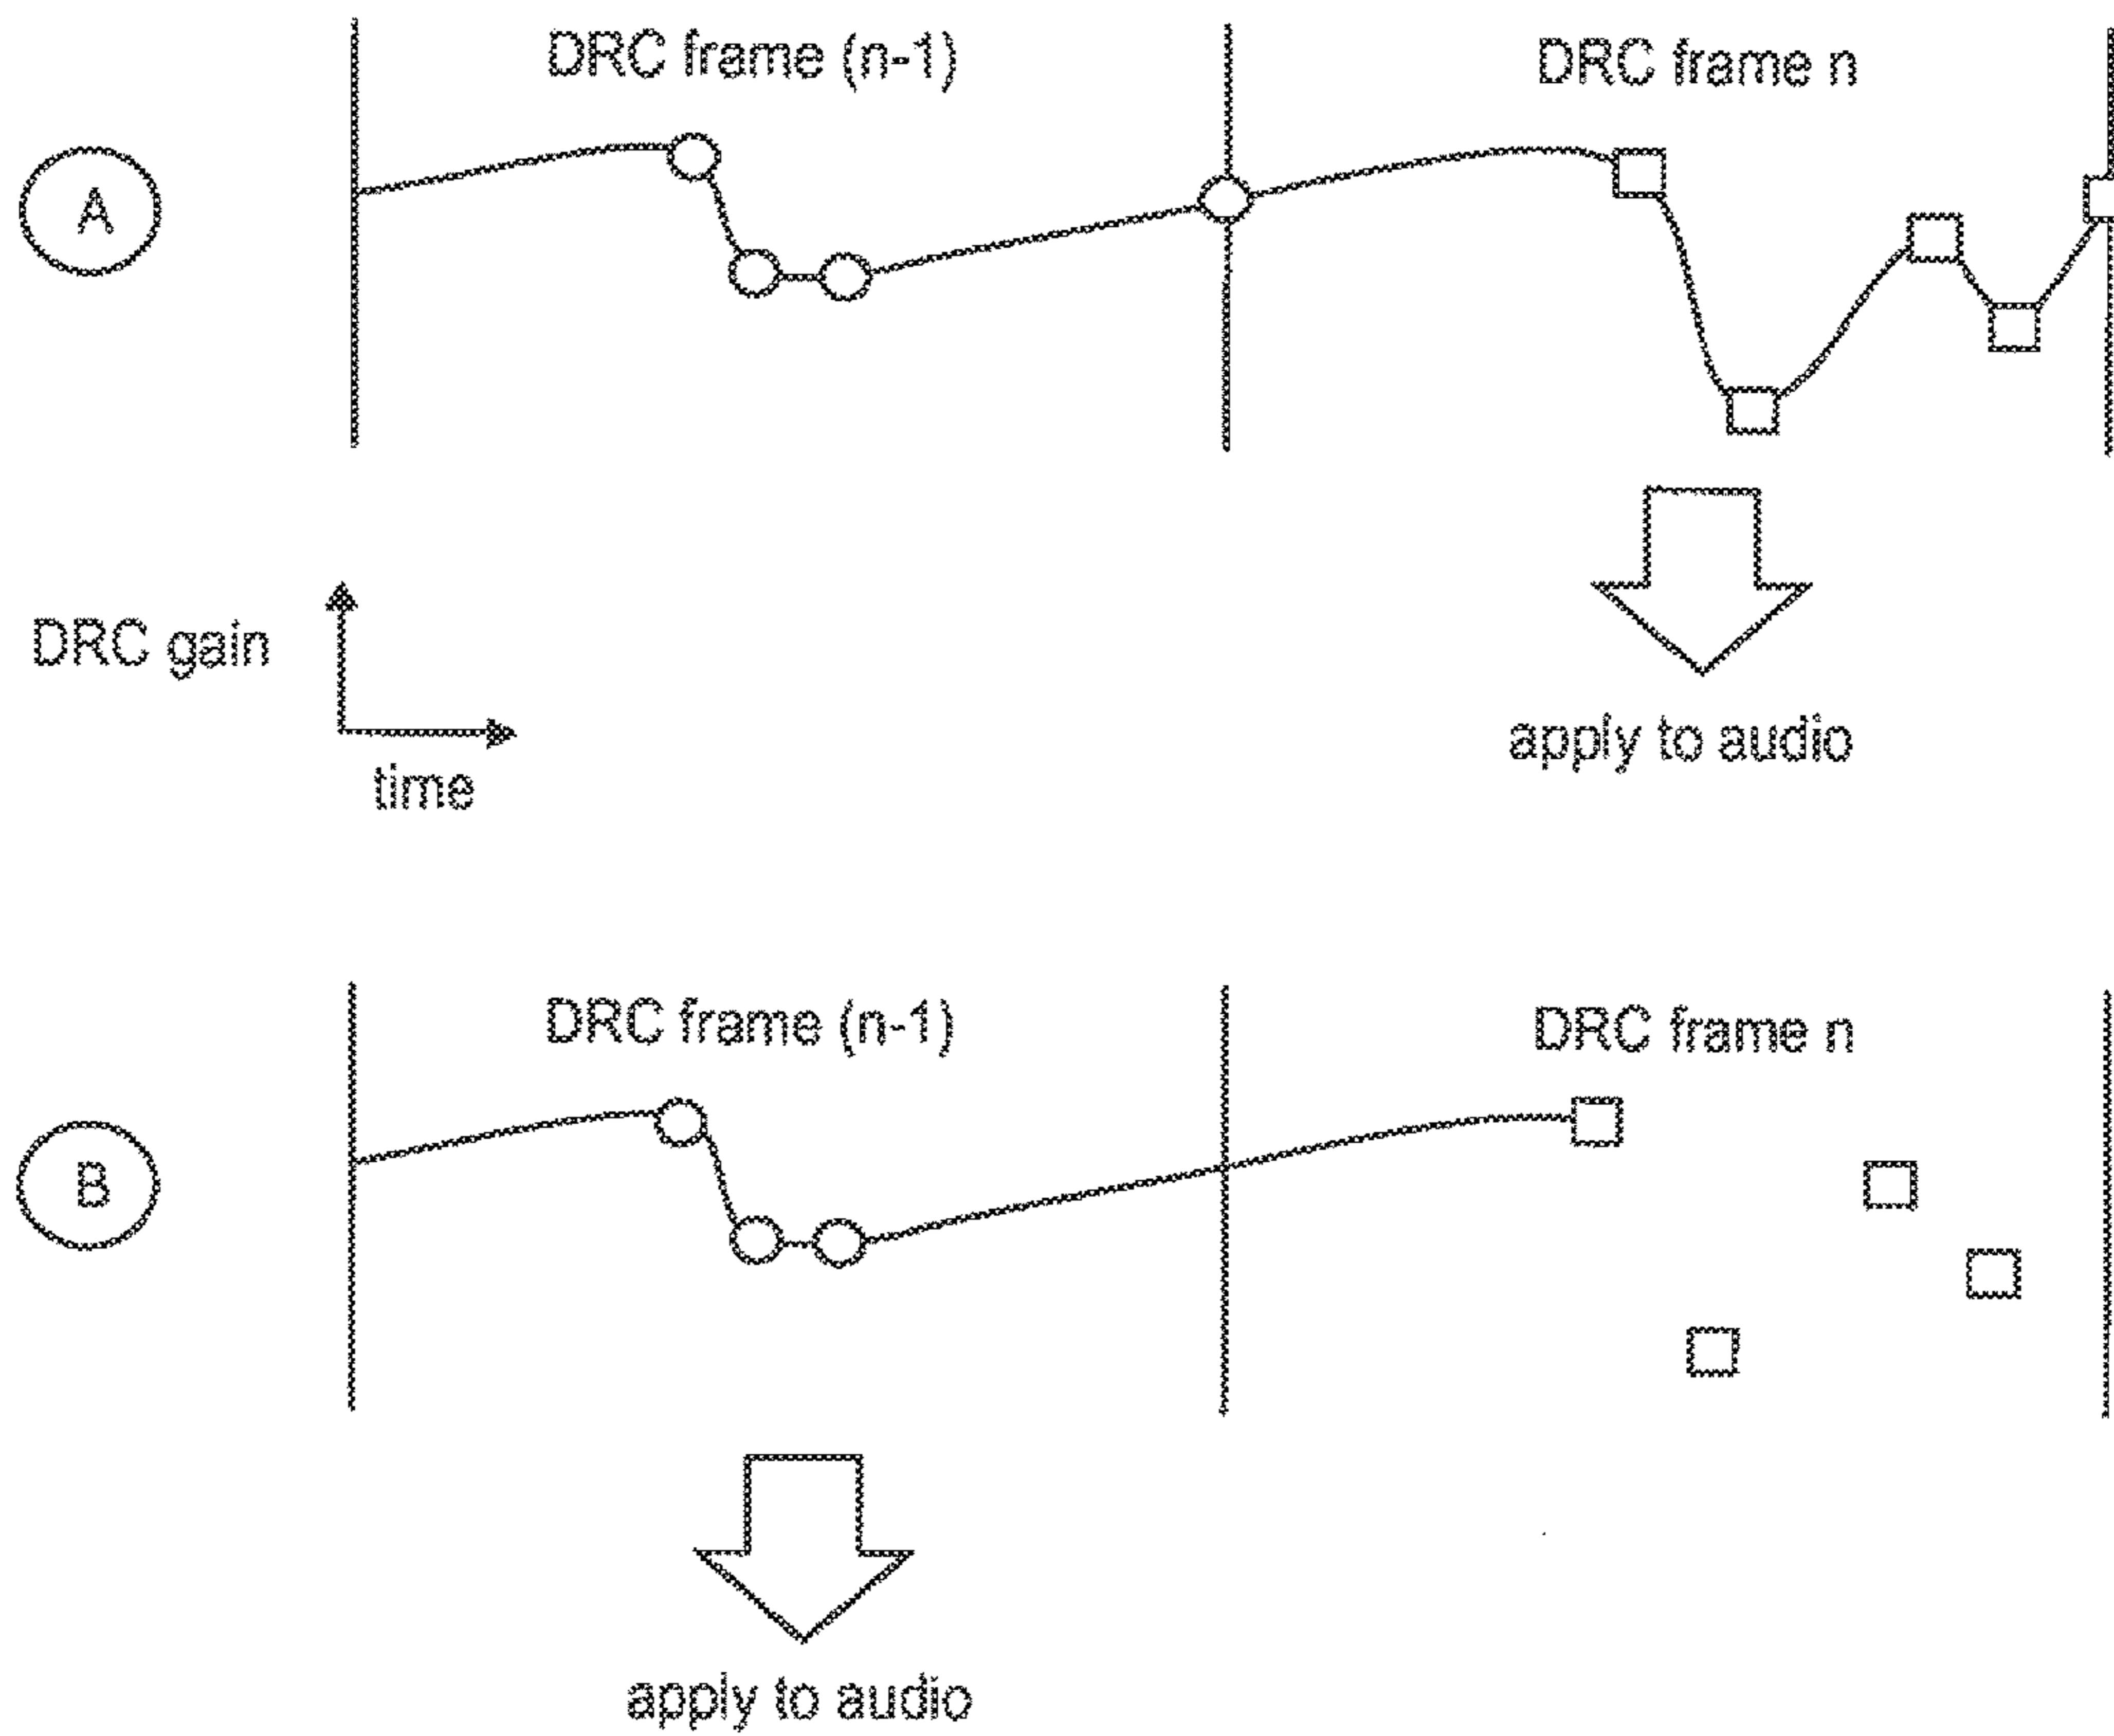 DRC frame (n-1)
DRC frame n
A
DRC gain
time
apply to audio
DRC frame (n-1)
DRC frame n
B
apply to audio